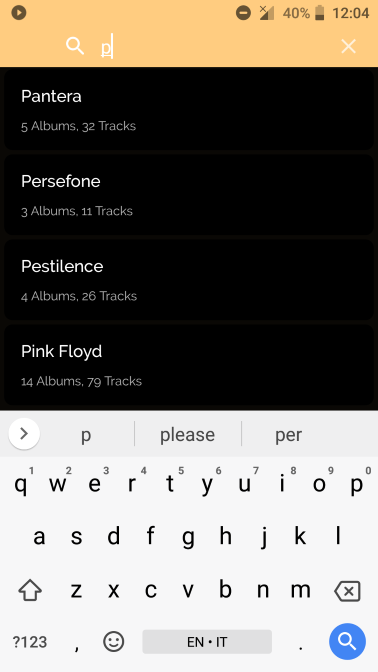 40% 12:04
p
Pantera
5 Albums, 32 Tracks
Persefone
3 Albums, 11 Tracks
Pestilence
4 Albums, 26 Tracks
Pink Floyd
14 Albums, 79 Tracks
p please per
1 2 3 4 5 6 7 8 9 0
q w e r t y u i o p
a s d f g h j k l
z x c v b n m
?123 , EN • IT .